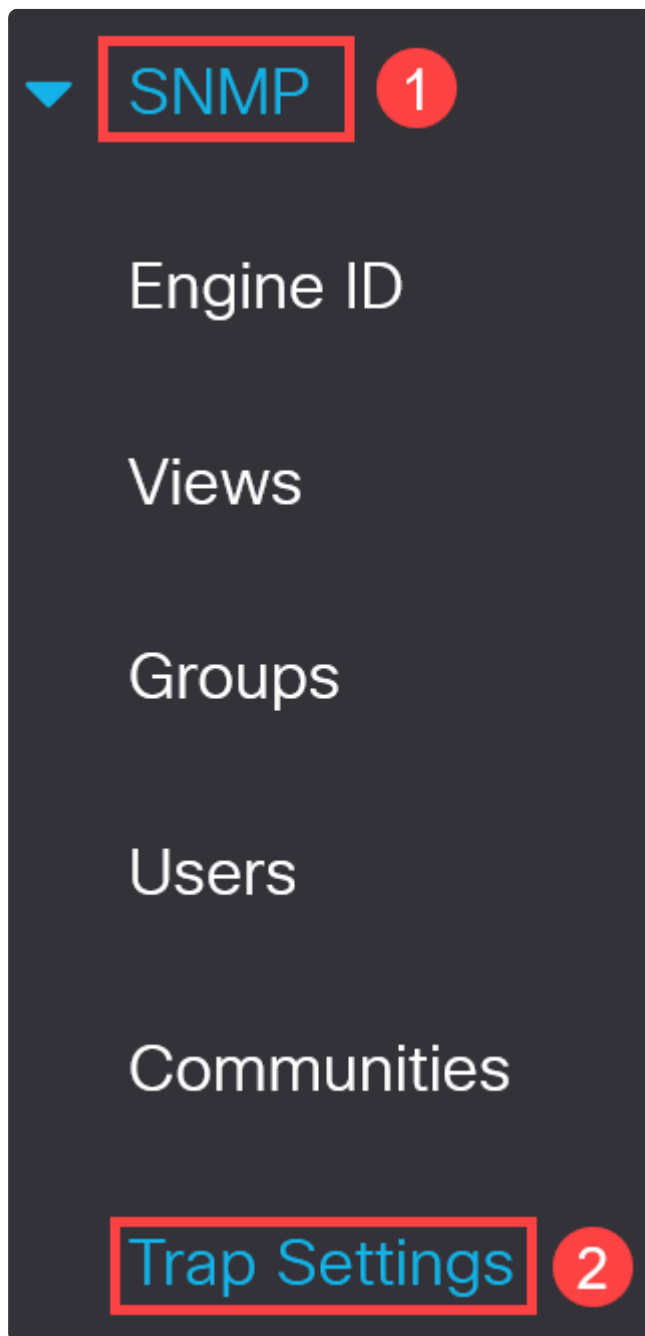 SNMP 1
Engine ID
Views
Groups
Users
Communities
Trap Settings 2